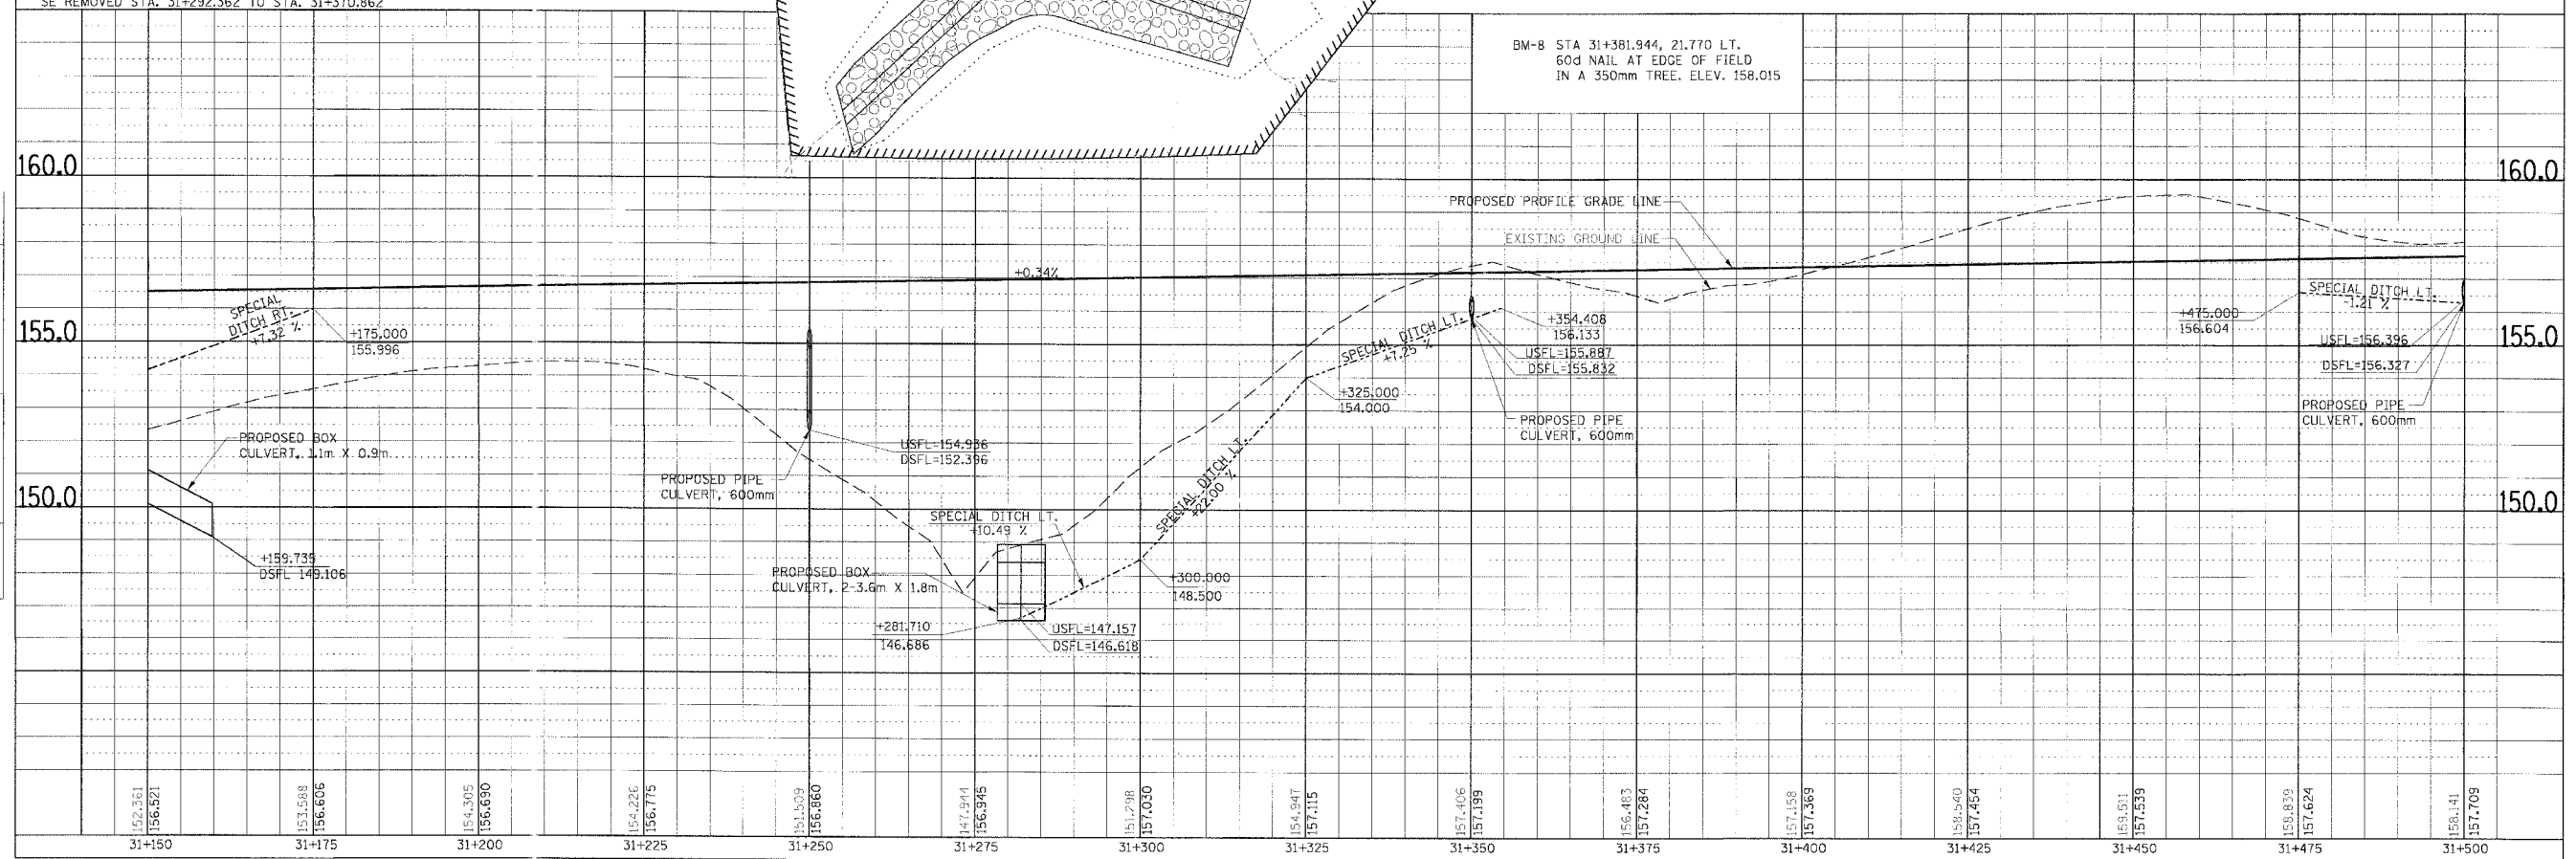 SE REMOVED STA. 31+292.362 TO STA. 31+370.862
BM-8 STA 31+381.944, 21.770 LT.
60d NAIL AT EDGE OF FIELD
IN A 350mm TREE. ELEV. 158.015
160.0
160.0
PROPOSED PROFILE GRADE LINE
EXISTING GROUND LINE
+0.34%
SPECIAL
DITCH RT.
+7.32 %
+175.000
155.996
155.0
155.0
SPECIAL DITCH LT.
+7.25 %
+354.408
156.133
USFL=155.887
DSFL=155.832
+475.000
156.604
SPECIAL DITCH LT.
-1.21 %
USFL=156.396
DSFL=156.327
+325.000
154.000
PROPOSED PIPE
CULVERT, 600mm
PROPOSED PIPE
CULVERT, 600mm
PROPOSED BOX
CULVERT, 1.1m X 0.9m
USFL=154.936
DSFL=152.396
PROPOSED PIPE
CULVERT, 600mm
SPECIAL DITCH LT.
+22.00 %
150.0
150.0
SPECIAL DITCH LT.
+10.49 %
+159.735
DSFL 149.106
PROPOSED BOX
CULVERT, 2-3.6m X 1.8m
+300.000
148.500
+281.710
146.686
USFL=147.157
DSFL=146.618
152.361
156.521
153.588
156.606
154.305
156.690
154.226
156.775
151.509
156.860
147.944
156.945
151.298
157.030
154.947
157.115
157.406
157.199
156.483
157.284
157.158
157.369
158.540
157.454
159.511
157.539
158.839
157.624
158.141
157.709
31+150
31+175
31+200
31+225
31+250
31+275
31+300
31+325
31+350
31+375
31+400
31+425
31+450
31+475
31+500